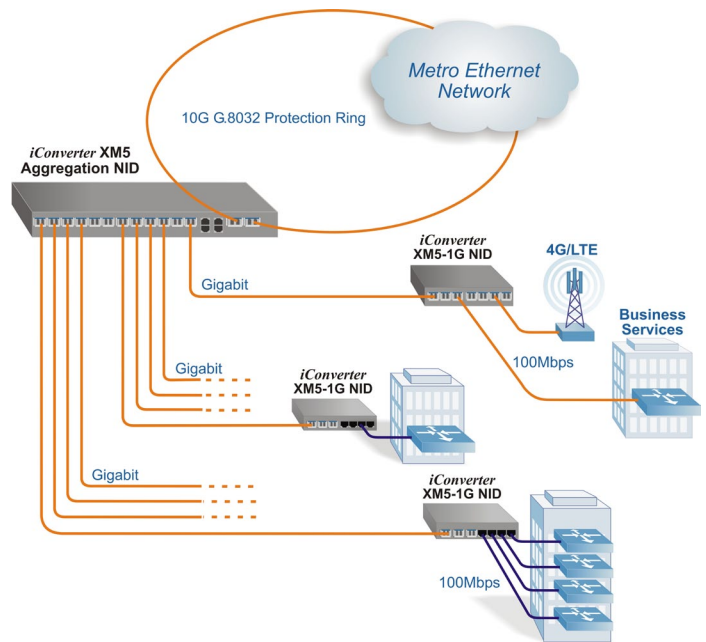 Metro Ethernet
Network
10G G.8032 Protection Ring
iConverter XM5
Aggregation NID
iConverter
XM5-1G NID
4G/LTE
Gigabit
Business
Services
100Mbps
Gigabit
iConverter
XM5-1G NID
Gigabit
iConverter
XM5-1G NID
100Mbps